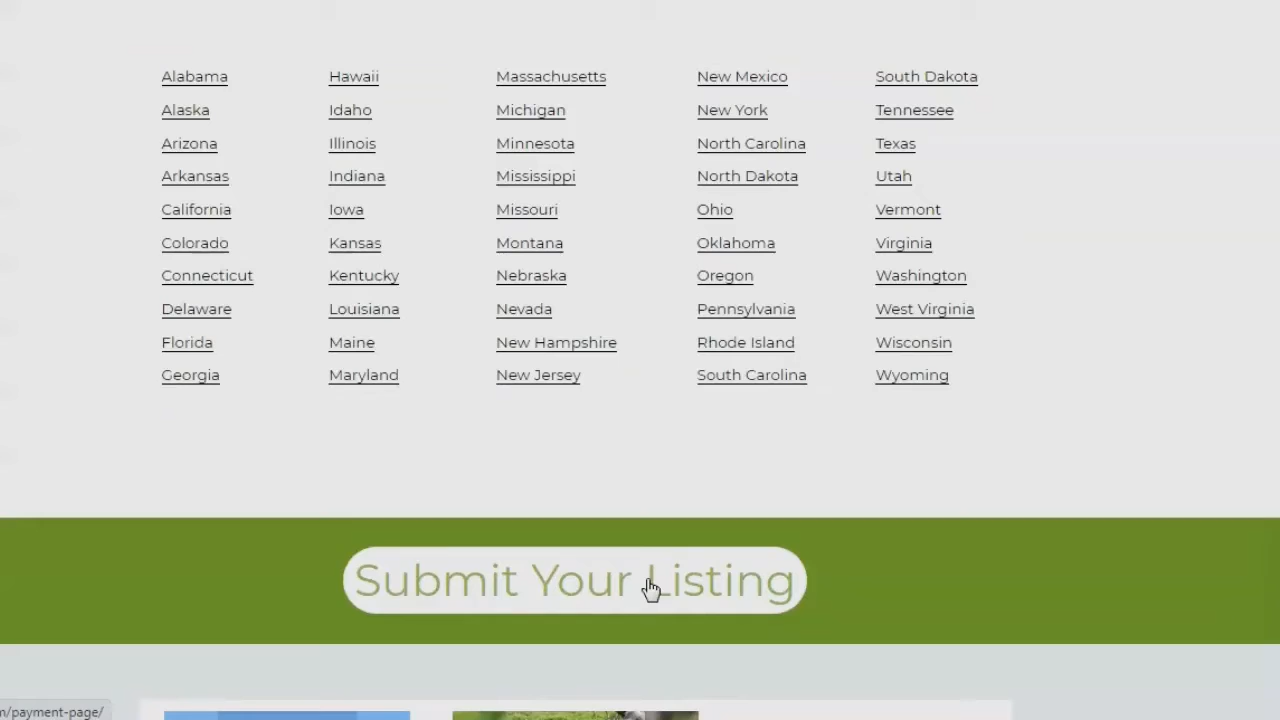 Alabama
Alaska
Arizona
Arkansas
California
Colorado
Connecticut
Delaware
Florida
Georgia
Hawaii
Idaho
Illinois
Indiana
Iowa
Kansas
Kentucky
Louisiana
Maine
Maryland
Massachusetts
Michigan
Minnesota
Mississippi
Missouri
Montana
Nebraska
Nevada
New Hampshire
New Jersey
New Mexico
New York
North Carolina
North Dakota
Ohio
Oklahoma
Oregon
Pennsylvania
Rhode Island
South Carolina
South Dakota
Tennessee
Texas
Utah
Vermont
Virginia
Washington
West Virginia
Wisconsin
Wyoming
Submit Your Listing
m/payment-page/